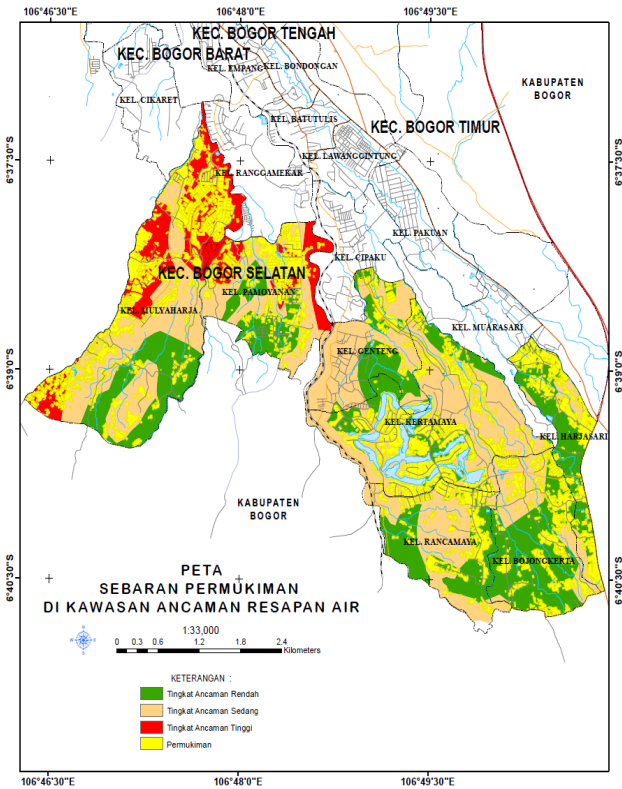 106°46'30"E
106°48'0"E
106°49'30"E
KEC. BOGOR TENGAH
KEC. BOGOR BARAT
KEL. EMPANG
KEL. BONDONGAN
KABUPATEN
BOGOR
KEL. CIKARET
KEL. BATUTULIS
KEC. BOGOR TIMUR
6°37'30"S
6°37'30"S
KEL. LAWANGGINTUNG
KEL. RANGGAMEKAR
KEL. PAKUAN
KEL. CIPAKU
KEC. BOGOR SELATAN
KEL. PAMOYANAN
KEL. MULYAHARJA
KEL. MUARASARI
KEL. GENTENG
6°39'0"S
6°39'0"S
KEL. KERTAMAYA
KEL. HARJASARI
KABUPATEN
BOGOR
KEL. RANCAMAYA
KEL. BOJONGKERTA
6°40'30"S
6°40'30"S
PETA
SEBARAN PERMUKIMAN
DI KAWASAN ANCAMAN RESAPAN AIR
1:33,000
0 0.3 0.6 1.2 1.8 2.4
Kilometers
KETERANGAN :
Tingkat Ancaman Rendah
Tingkat Ancaman Sedang
Tingkat Ancaman Tinggi
Permukiman
106°46'30"E
106°48'0"E
106°49'30"E